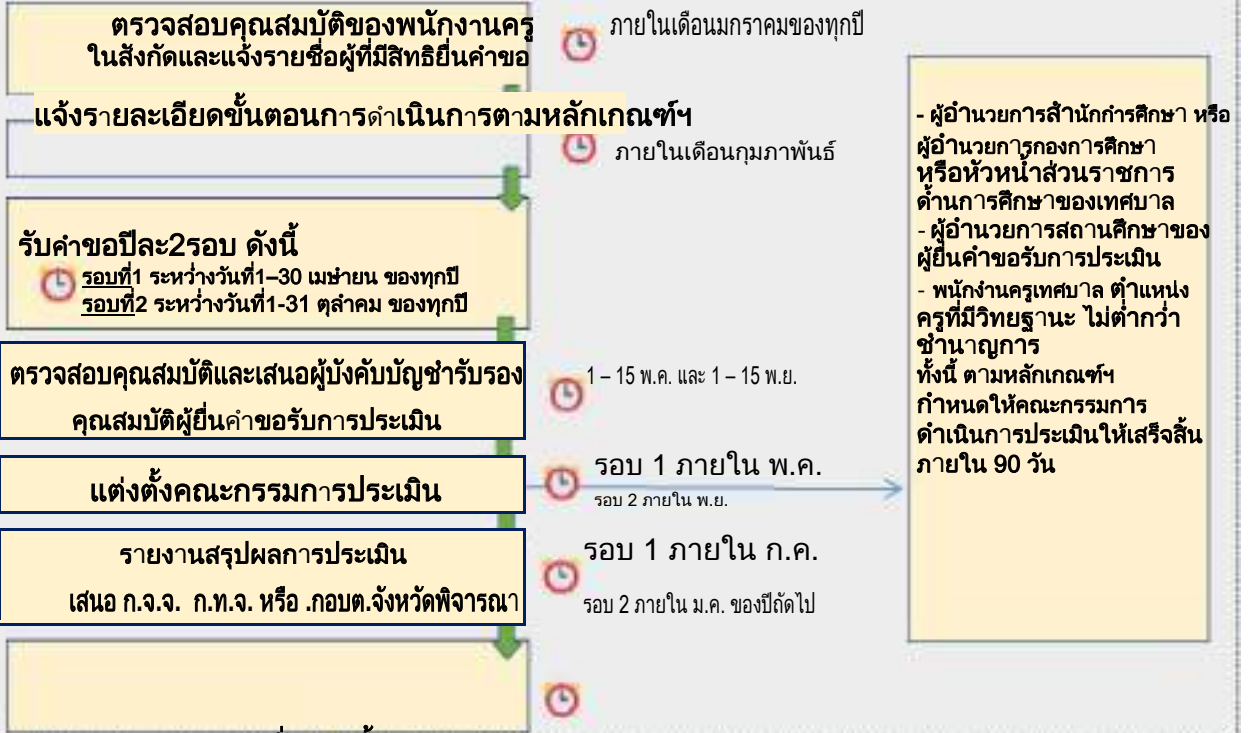 ตรวจสอบคุณสมบัติของพนักงานครู
ในสังกัดและแจ้งรายชื่อผู้ที่มีสิทธิยื่นคำขอ
ภายในเดือนมกราคมของทุกปี
แจ้งรายละเอียดขั้นตอนการดำเนินการตามหลักเกณฑ์ฯ
ภายในเดือนกุมภาพันธ์
รับคำขอปีละ2รอบ ดังนี้
รอบที่1 ระหว่ำงวันที่1–30 เมษำยน ของทุกปี
รอบที่2 ระหว่ำงวันที่1-31 ตุลำคม ของทุกปี
ตรวจสอบคุณสมบัติและเสนอผู้บังคับบัญชำรับรอง
คุณสมบัติผู้ยื่นคำขอรับการประเมิน
1 – 15 พ.ค. และ 1 – 15 พ.ย.
แต่งตั้งคณะกรรมการประเมิน
รอบ 1 ภายใน พ.ค.
รอบ 2 ภายใน พ.ย.
รายงานสรุปผลการประเมิน
เสนอ ก.จ.จ. ก.ท.จ. หรือ .กอบต.จังหวัดพิจารณา
รอบ 1 ภายใน ก.ค.
รอบ 2 ภายใน ม.ค. ของปีถัดไป
- ผู้อำนวยการสำนักกำรศึกษา หรือ
ผู้อำนวยการกองการศึกษา
หรือหัวหน้ำส่วนราชการ
ด้ำนการศึกษาของเทศบาล
- ผู้อำนวยการสถานศึกษาของ
ผู้ยื่นคำขอรับการประเมิน
- พนักงำนครูเทศบาล ตำแหน่ง
ครูที่มีวิทยฐานะ ไม่ต่ำกว่ำ
ชำนาญการ
ทั้งนี้ ตามหลักเกณฑ์ฯ
กำหนดให้คณะกรรมการ
ดำเนินการประเมินให้เสร็จสิ้น
ภายใน 90 วัน